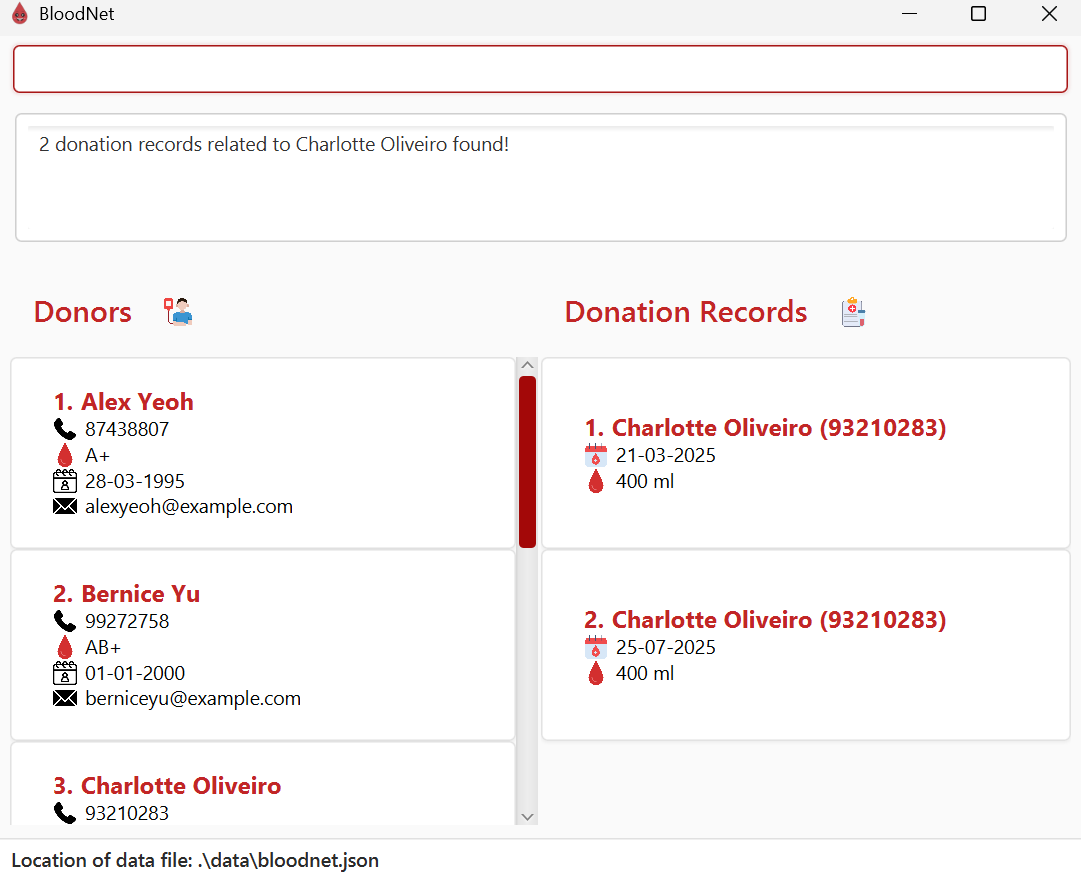 BloodNet
2 donation records related to Charlotte Oliveiro found!
Donors
Donation Records
1. Alex Yeoh
87438807
A+
28-03-1995
alexyeoh@example.com
2. Bernice Yu
99272758
AB+
01-01-2000
berniceyu@example.com
3. Charlotte Oliveiro
93210283
1. Charlotte Oliveiro (93210283)
21-03-2025
400 ml
2. Charlotte Oliveiro (93210283)
25-07-2025
400 ml
Location of data file: .\data\bloodnet.json